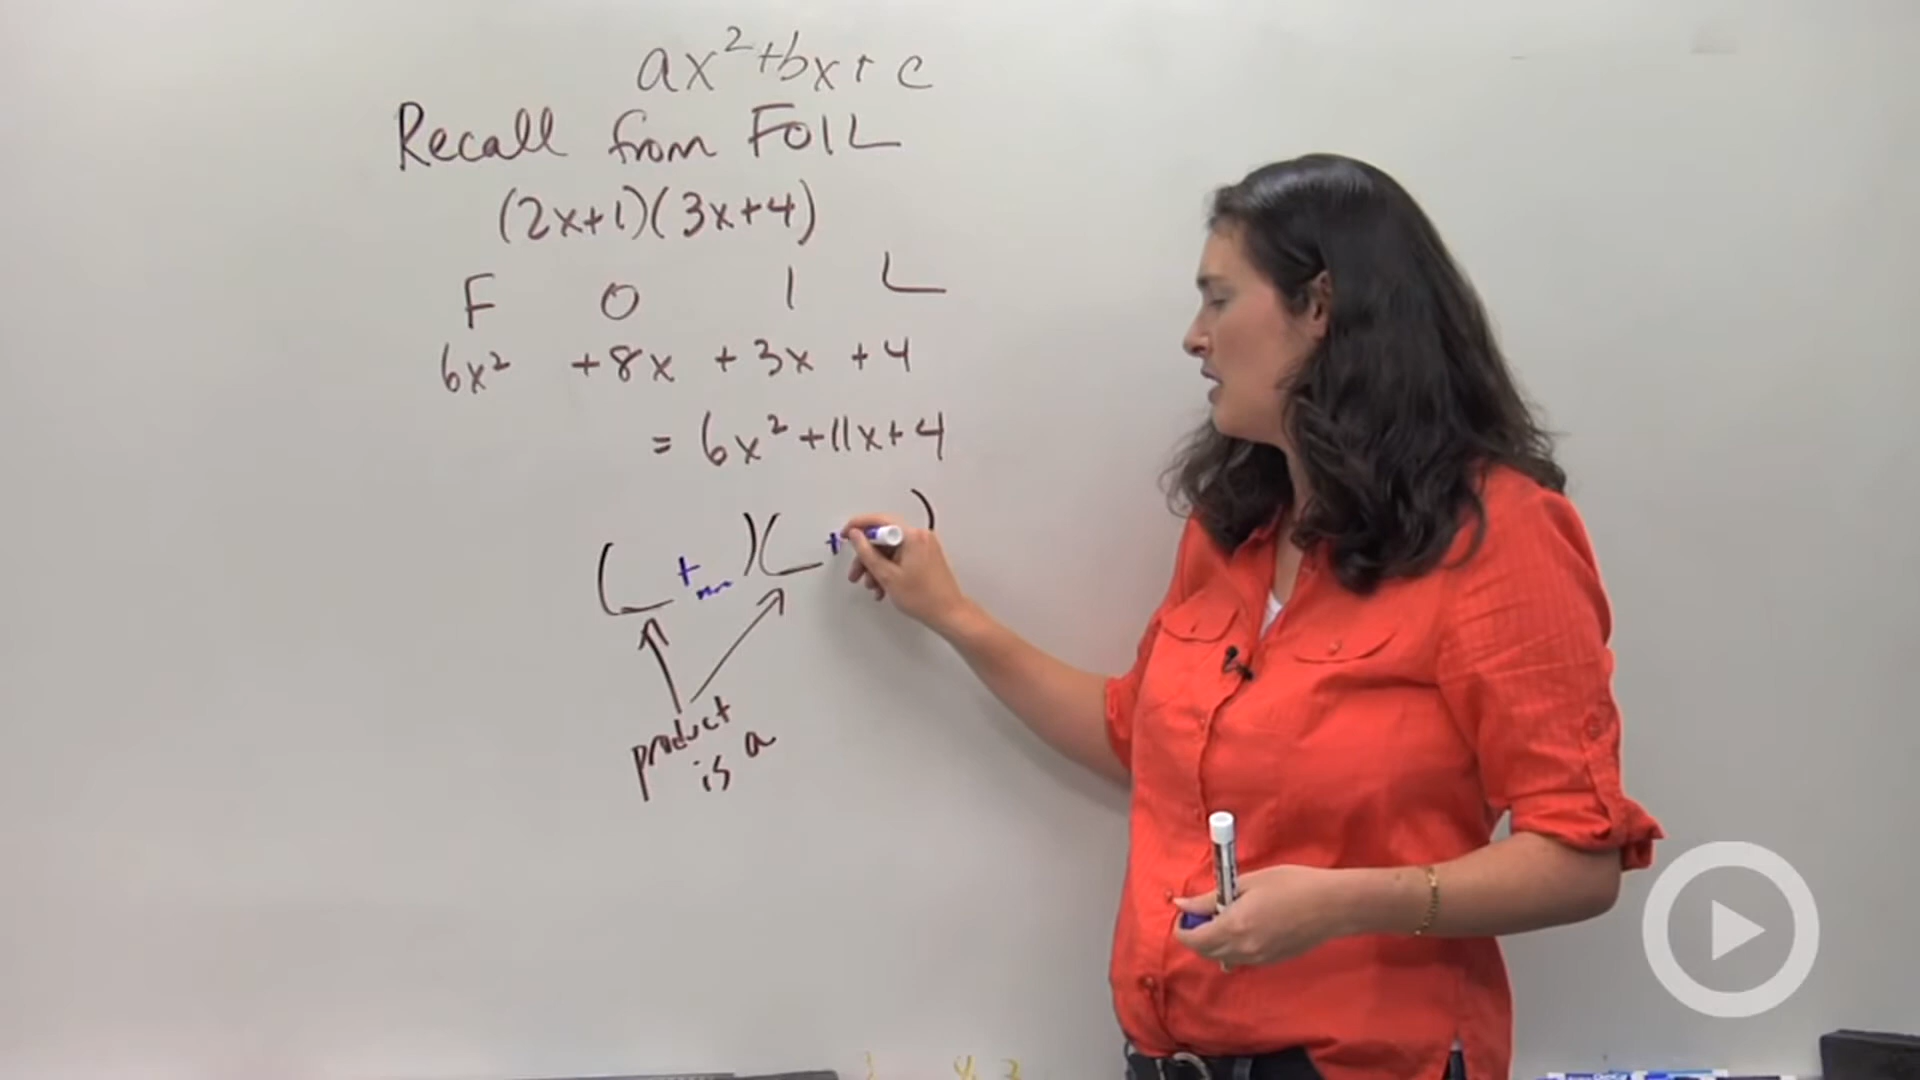 ax²+bx+c
Recall from FOIL
(2x+1)(3x+4)
F O I L
6x² +8x +3x +4
= 6x²+11x+4
(_ + )(_ + )
product
is a